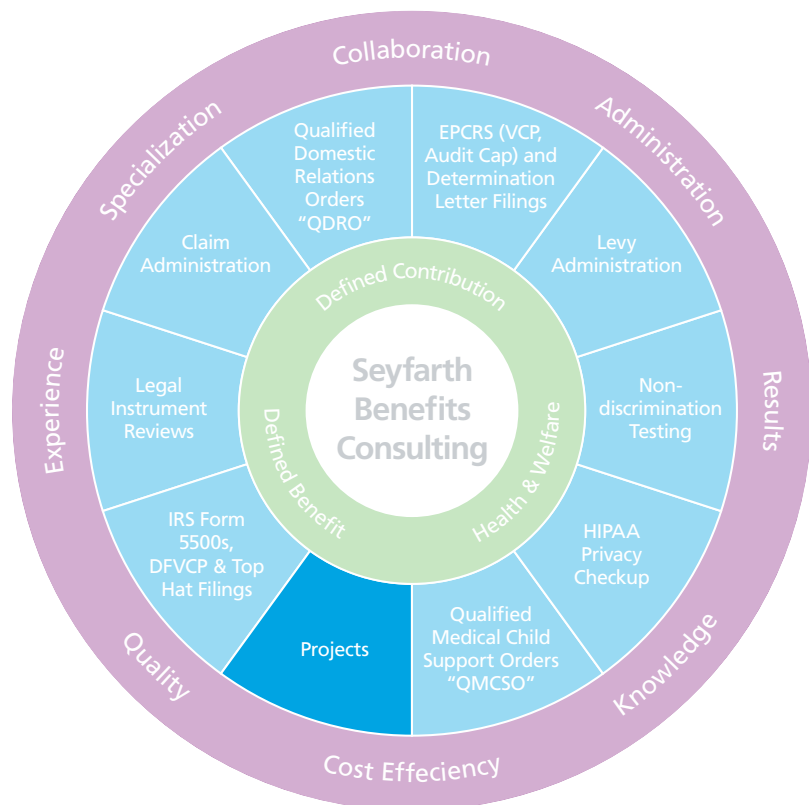 Collaboration
Administration
Results
Knowledge
Cost Effeciency
Quality
Experience
Specialization
EPCRS (VCP,
Audit Cap) and
Determination
Letter Filings
Levy
Administration
Non-
discrimination
Testing
HIPAA
Privacy
Checkup
Qualified
Medical Child
Support Orders
“QMCSO”
Projects
IRS Form
5500s,
DFVCP & Top
Hat Filings
Legal
Instrument
Reviews
Claim
Administration
Qualified
Domestic
Relations
Orders
“QDRO”
Defined Contribution
Health & Welfare
Defined Benefit
Seyfarth
Benefits
Consulting